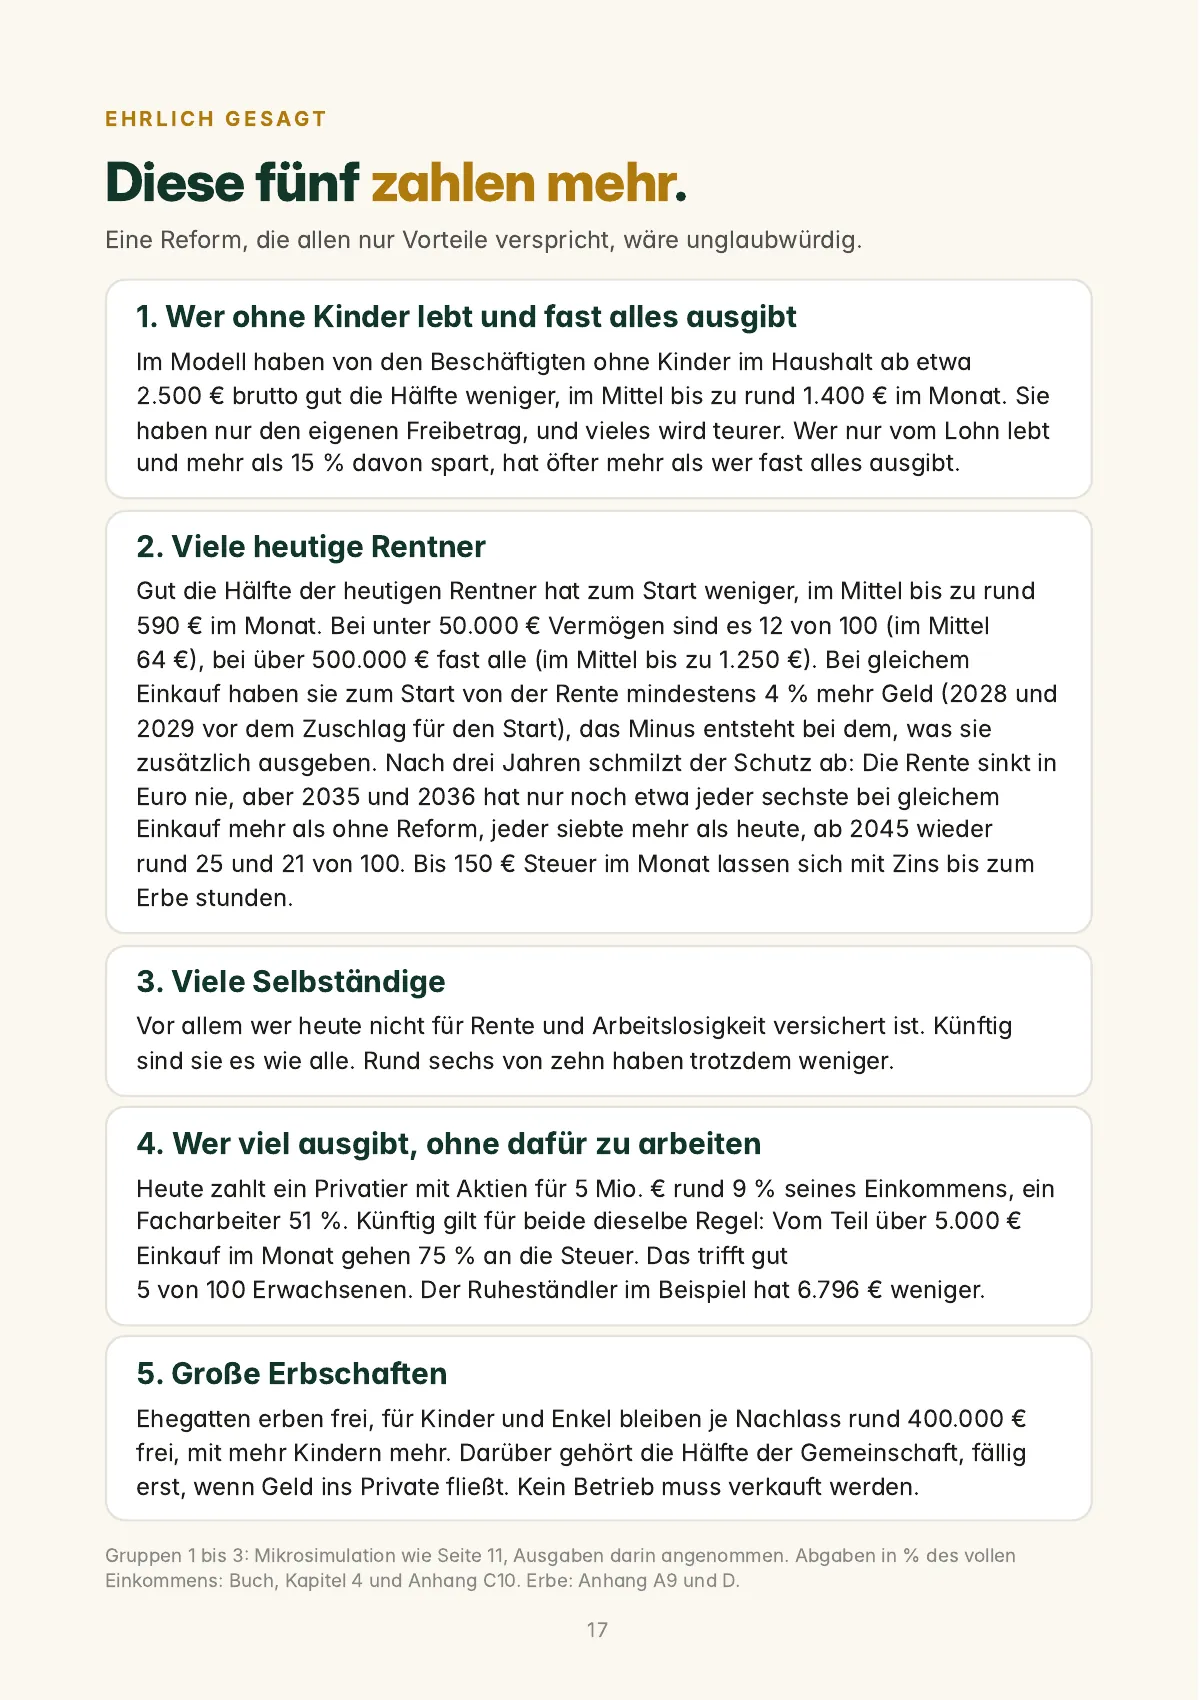 EHRLICH GESAGT
Diese fünf zahlen mehr.
Eine Reform, die allen nur Vorteile verspricht, wäre unglaubwürdig.
1. Wer ohne Kinder lebt und fast alles ausgibt
Im Modell haben von den Beschäftigten ohne Kinder im Haushalt ab etwa
2.500 € brutto gut die Hälfte weniger, im Mittel bis zu rund 1.400 € im Monat. Sie
haben nur den eigenen Freibetrag, und vieles wird teurer. Wer nur vom Lohn lebt
und mehr als 15 % davon spart, hat öfter mehr als wer fast alles ausgibt.
2. Viele heutige Rentner
Gut die Hälfte der heutigen Rentner hat zum Start weniger, im Mittel bis zu rund
590 € im Monat. Bei unter 50.000 € Vermögen sind es 12 von 100 (im Mittel
64 €), bei über 500.000 € fast alle (im Mittel bis zu 1.250 €). Bei gleichem
Einkauf haben sie zum Start von der Rente mindestens 4 % mehr Geld (2028 und
2029 vor dem Zuschlag für den Start), das Minus entsteht bei dem, was sie
zusätzlich ausgeben. Nach drei Jahren schmilzt der Schutz ab: Die Rente sinkt in
Euro nie, aber 2035 und 2036 hat nur noch etwa jeder sechste bei gleichem
Einkauf mehr als ohne Reform, jeder siebte mehr als heute, ab 2045 wieder
rund 25 und 21 von 100. Bis 150 € Steuer im Monat lassen sich mit Zins bis zum
Erbe stunden.
3. Viele Selbständige
Vor allem wer heute nicht für Rente und Arbeitslosigkeit versichert ist. Künftig
sind sie es wie alle. Rund sechs von zehn haben trotzdem weniger.
4. Wer viel ausgibt, ohne dafür zu arbeiten
Heute zahlt ein Privatier mit Aktien für 5 Mio. € rund 9 % seines Einkommens, ein
Facharbeiter 51 %. Künftig gilt für beide dieselbe Regel: Vom Teil über 5.000 €
Einkauf im Monat gehen 75 % an die Steuer. Das trifft gut
5 von 100 Erwachsenen. Der Ruheständler im Beispiel hat 6.796 € weniger.
5. Große Erbschaften
Ehegatten erben frei, für Kinder und Enkel bleiben je Nachlass rund 400.000 €
frei, mit mehr Kindern mehr. Darüber gehört die Hälfte der Gemeinschaft, fällig
erst, wenn Geld ins Private fließt. Kein Betrieb muss verkauft werden.
Gruppen 1 bis 3: Mikrosimulation wie Seite 11, Ausgaben darin angenommen. Abgaben in % des vollen
Einkommens: Buch, Kapitel 4 und Anhang C10. Erbe: Anhang A9 und D.
17